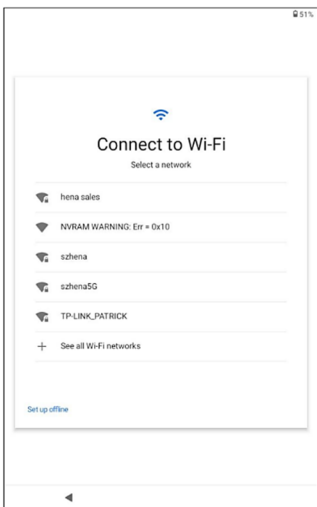 51%
Connect to Wi-Fi
Select a network
hena sales
NVRAM WARNING: Err = 0x10
szhena
szhena5G
TP-LINK_PATRICK
See all Wi-Fi networks
Set up offline